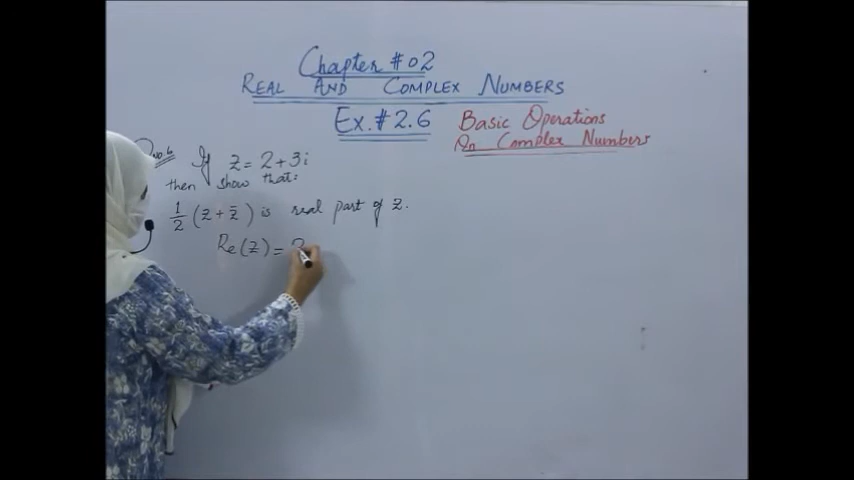 Chapter # 02
REAL AND COMPLEX NUMBERS
Ex. # 2.6 Basic Operations
On Complex Numbers
If z = 2 + 3i
then show that:
1/2 (z + z̄) is real part of z.
Re(z) = 2